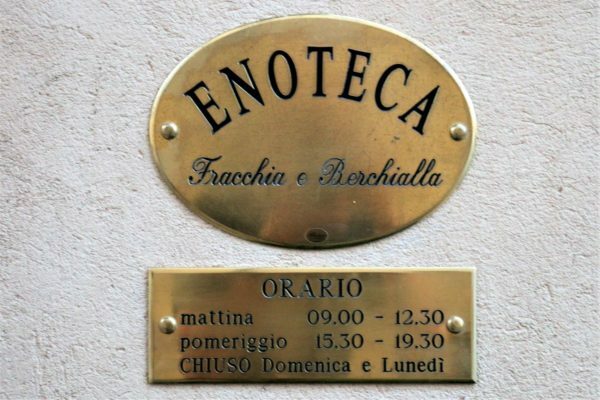 ENOTECA
Fracchia e Berchialla
ORARIO
mattina 09.00 - 12.30
pomeriggio 15.30 - 19.30
CHIUSO Domenica e Lunedì